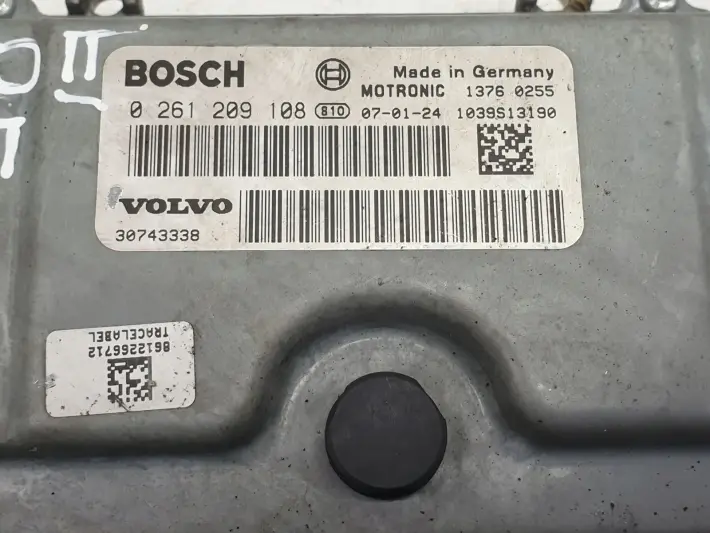 BOSCH
Made in Germany
MOTRONIC 1376 0255
0 261 209 108 810 07-01-24 1039S13190
VOLVO
30743338
8612266712
TRACELABEL